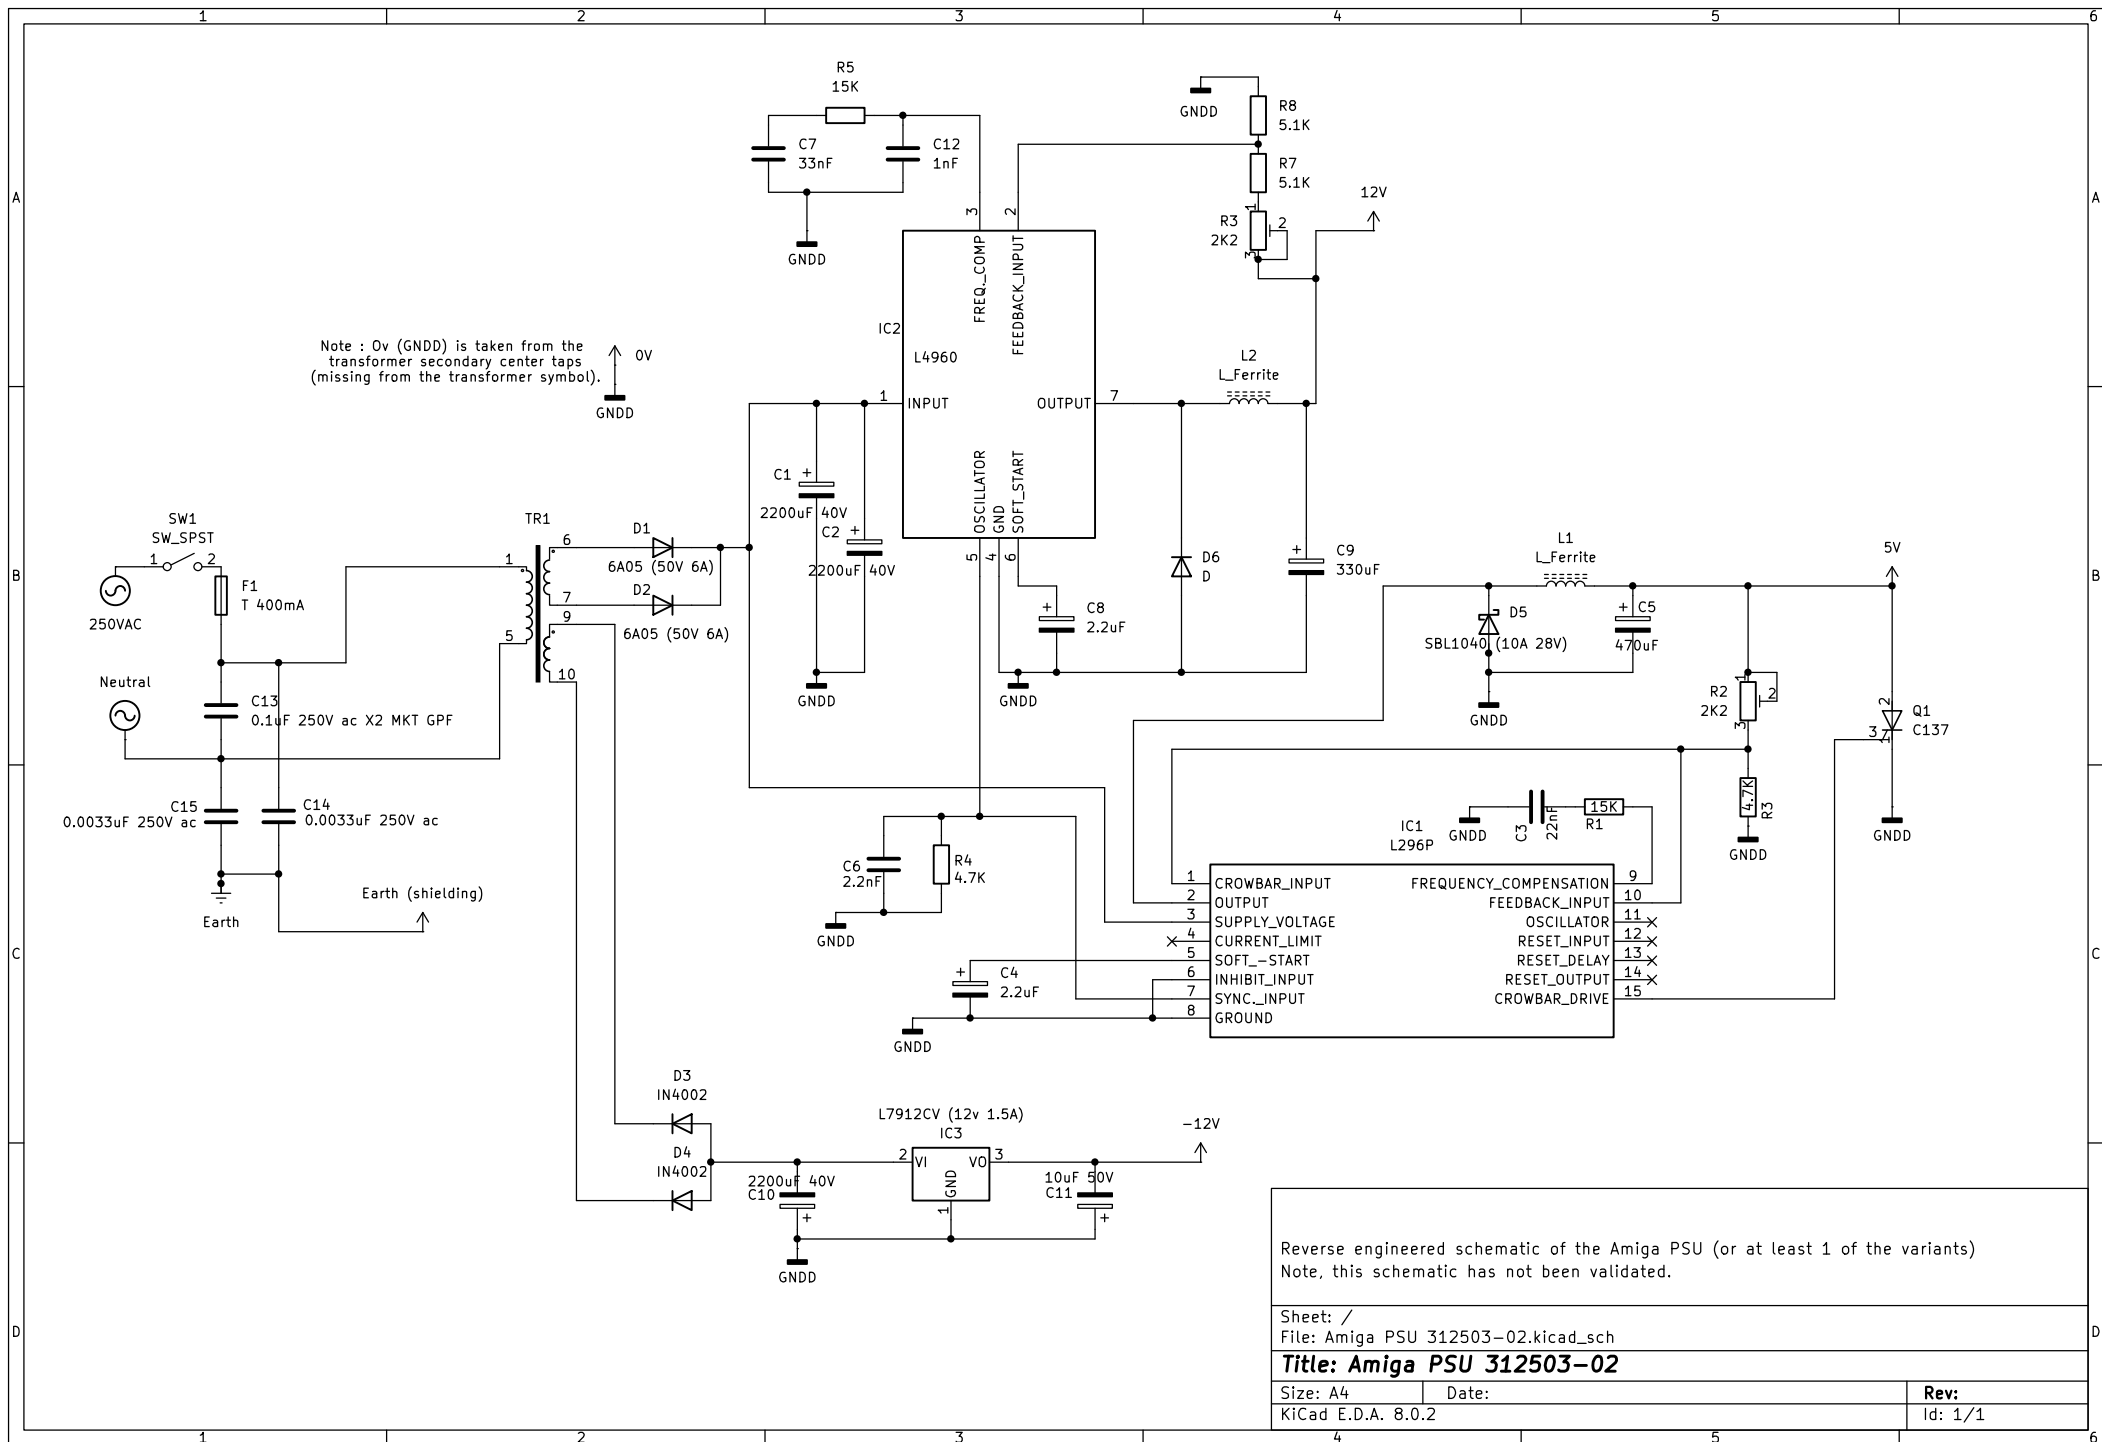 1 2 3 4 5 6
A
A
B
B
C
C
D
D
R5
15K
C7
33nF
C12
1nF
GNDD
GNDD
R8
5.1K
R7
5.1K
R3
2K2
1
2
3
12V
3
2
FREQ._COMP
FEEDBACK_INPUT
IC2
L4960
1
INPUT
OUTPUT
7
OSCILLATOR
GND
SOFT_START
5
4
6
L2
L_Ferrite
Note : 0v (GNDD) is taken from the
transformer secondary center taps
(missing from the transformer symbol).
0V
GNDD
C1
+
2200uF 40V
C2
+
2200uF 40V
GNDD
SW1
SW_SPST
1
2
F1
T 400mA
250VAC
Neutral
TR1
1
5
6
7
9
10
D1
6A05 (50V 6A)
D2
6A05 (50V 6A)
C13
0.1uF 250V ac X2 MKT GPF
C15
0.0033uF 250V ac
C14
0.0033uF 250V ac
Earth
Earth (shielding)
+
C8
2.2uF
GNDD
D6
D
+
C9
330uF
L1
L_Ferrite
5V
D5
SBL1040 (10A 28V)
+
C5
470uF
GNDD
R2
2K2
1
2
3
4.7K
R3
GNDD
2
3
1
Q1
C137
GNDD
GNDD
C3
22nF
15K
R1
C6
2.2nF
R4
4.7K
GNDD
IC1
L296P
1 CROWBAR_INPUT
2 OUTPUT
3 SUPPLY_VOLTAGE
4 CURRENT_LIMIT
5 SOFT_-START
6 INHIBIT_INPUT
7 SYNC._INPUT
8 GROUND
FREQUENCY_COMPENSATION 9
FEEDBACK_INPUT 10
OSCILLATOR 11
RESET_INPUT 12
RESET_DELAY 13
RESET_OUTPUT 14
CROWBAR_DRIVE 15
+
C4
2.2uF
GNDD
D3
IN4002
D4
IN4002
2200uF 40V
C10
+
GNDD
L7912CV (12v 1.5A)
IC3
2
VI
VO
3
GND
1
10uF 50V
C11
+
-12V
Reverse engineered schematic of the Amiga PSU (or at least 1 of the variants)
Note, this schematic has not been validated.
Sheet: /
File: Amiga PSU 312503-02.kicad_sch
Title: Amiga PSU 312503-02
Size: A4
Date:
Rev:
KiCad E.D.A. 8.0.2
Id: 1/1
1 2 3 4 5 6